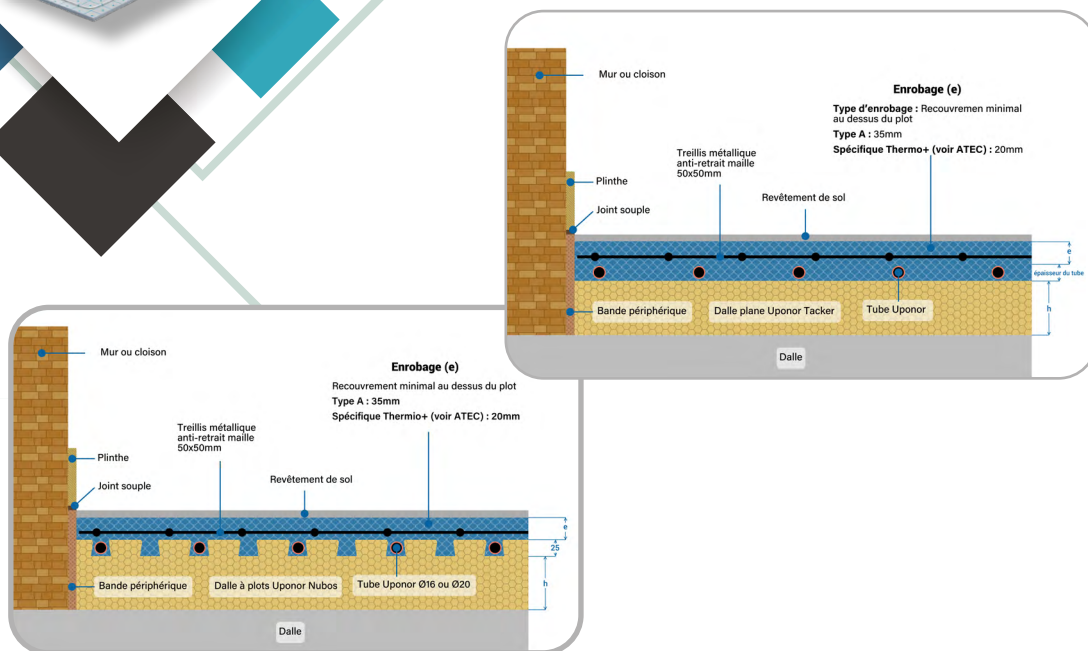 Mur ou cloison
Enrobage (e)
Type d'enrobage : Recouvremen minimal
au dessus du plot
Type A : 35mm
Spécifique Thermo+ (voir ATEC) : 20mm
Treillis métallique
anti-retrait maille
50x50mm
Plinthe
Revêtement de sol
Joint souple
e
épaisseur du tube
h
Bande périphérique
Dalle plane Uponor Tacker
Tube Uponor
Dalle
Mur ou cloison
Enrobage (e)
Recouvrement minimal au dessus du plot
Type A : 35mm
Spécifique Thermio+ (voir ATEC) : 20mm
Treillis métallique
anti-retrait maille
50x50mm
Plinthe
Revêtement de sol
Joint souple
e
25
h
Bande périphérique
Dalle à plots Uponor Nubos
Tube Uponor Ø16 ou Ø20
Dalle